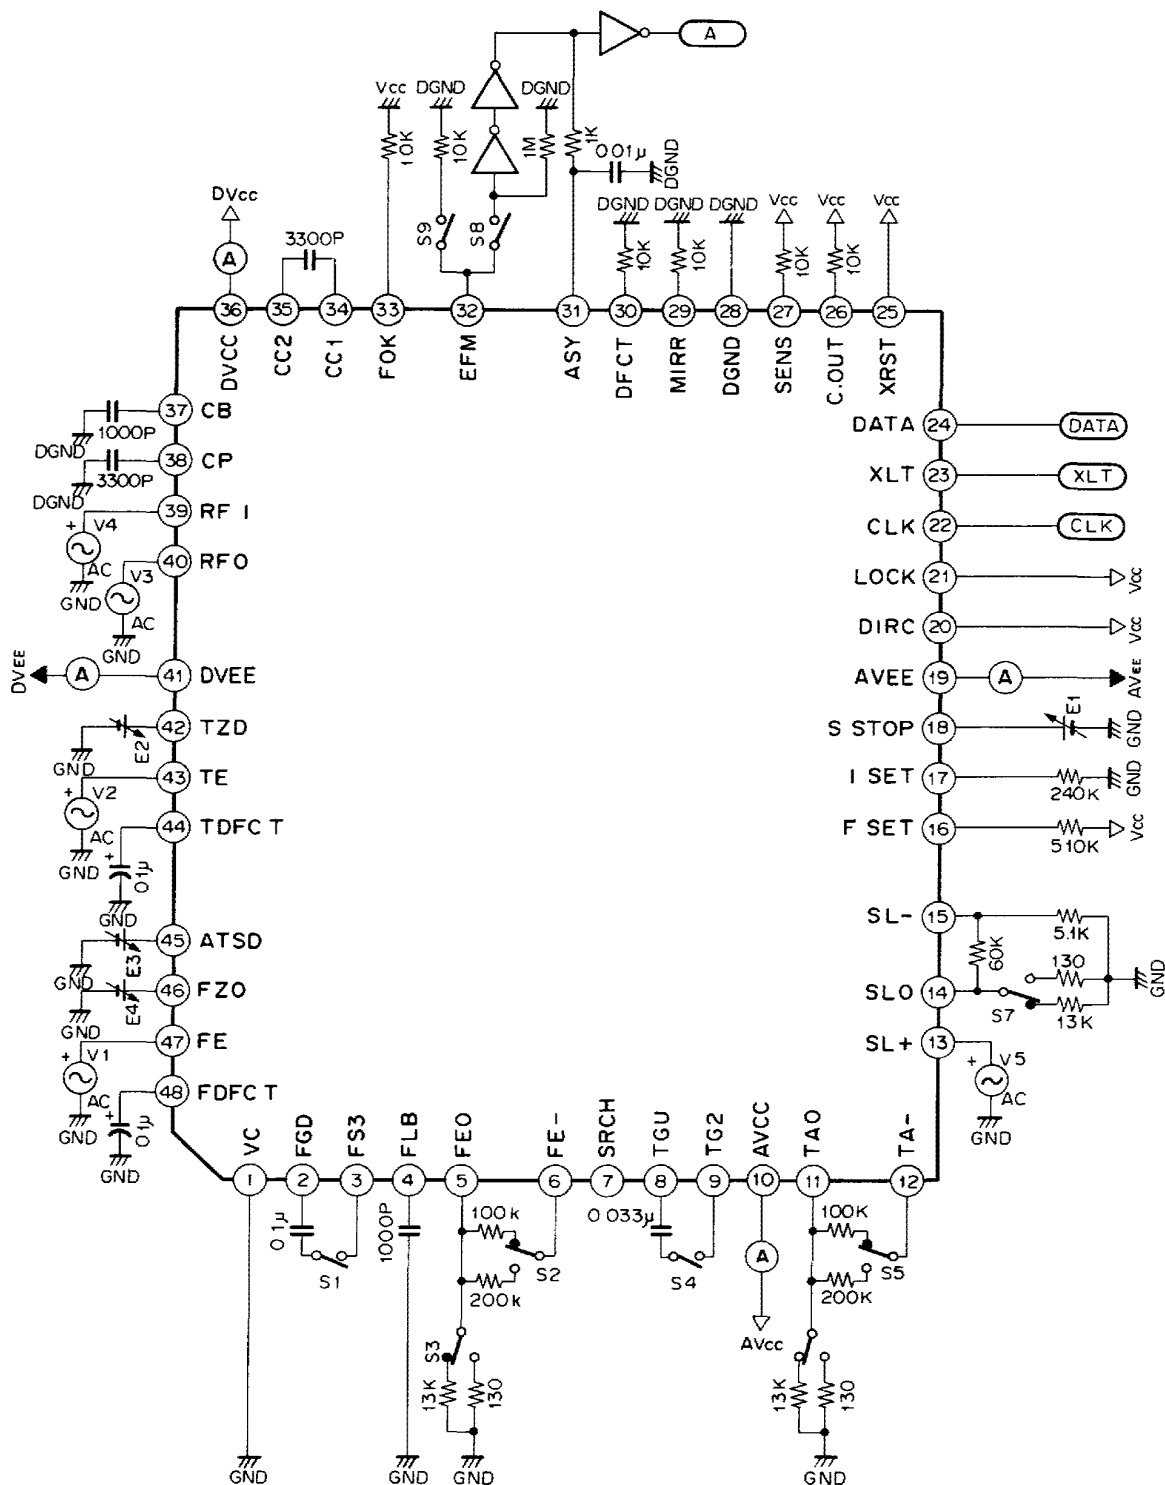 A
Vcc
DGND
DGND
10K
10K
1M
1K
0.01μ
DGND
S9
S8
DVcc
A
3300P
DGND
DGND
DGND
Vcc
Vcc
Vcc
10K
10K
10K
10K
36
35
34
33
32
31
30
29
28
27
26
25
DVCC
CC2
CC1
FOK
EFM
ASY
DFCT
MIRR
DGND
SENS
C.OUT
XRST
37 CB
1000P
DGND
38 CP
3300P
DGND
39 RF I
+ V4
AC
GND
40 RFO
V3
AC
GND
DVEE
A
41 DVEE
42 TZD
E2
GND
43 TE
+ V2
AC
GND
44 TDFCT
+
0.1μ
GND
45 ATSD
E3
GND
46 FZO
E4
GND
47 FE
+ V1
AC
GND
48 FDFCT
+
0.1μ
GND
DATA 24 DATA
XLT 23 XLT
CLK 22 CLK
LOCK 21 Vcc
DIRC 20 Vcc
AVEE 19 A AVEE
S STOP 18 E1 GND
I SET 17 240K GND
F SET 16 510K Vcc
SL- 15 5.1K
60K
130
GND
SLO 14 S7 13K
SL+ 13
+ V5
AC
GND
VC
FGD
FS3
FLB
FEO
FE-
SRCH
TGU
TG2
AVCC
TAO
TA-
1
2
3
4
5
6
7
8
9
10
11
12
0.1μ
S1
1000P
100k
S2
200k
0.033μ
S4
A
AVcc
100K
S5
200K
S3
13K
130
13K
130
GND
GND
GND
GND